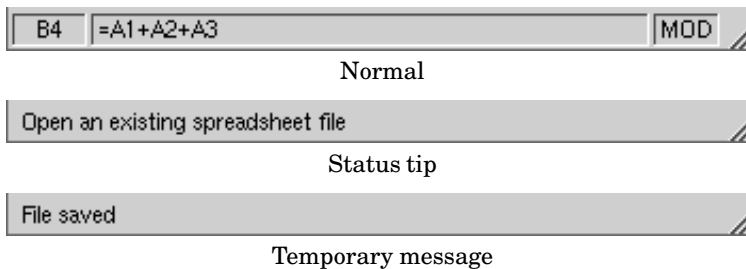 B4 =A1+A2+A3 MOD
Normal
Open an existing spreadsheet file
Status tip
File saved
Temporary message